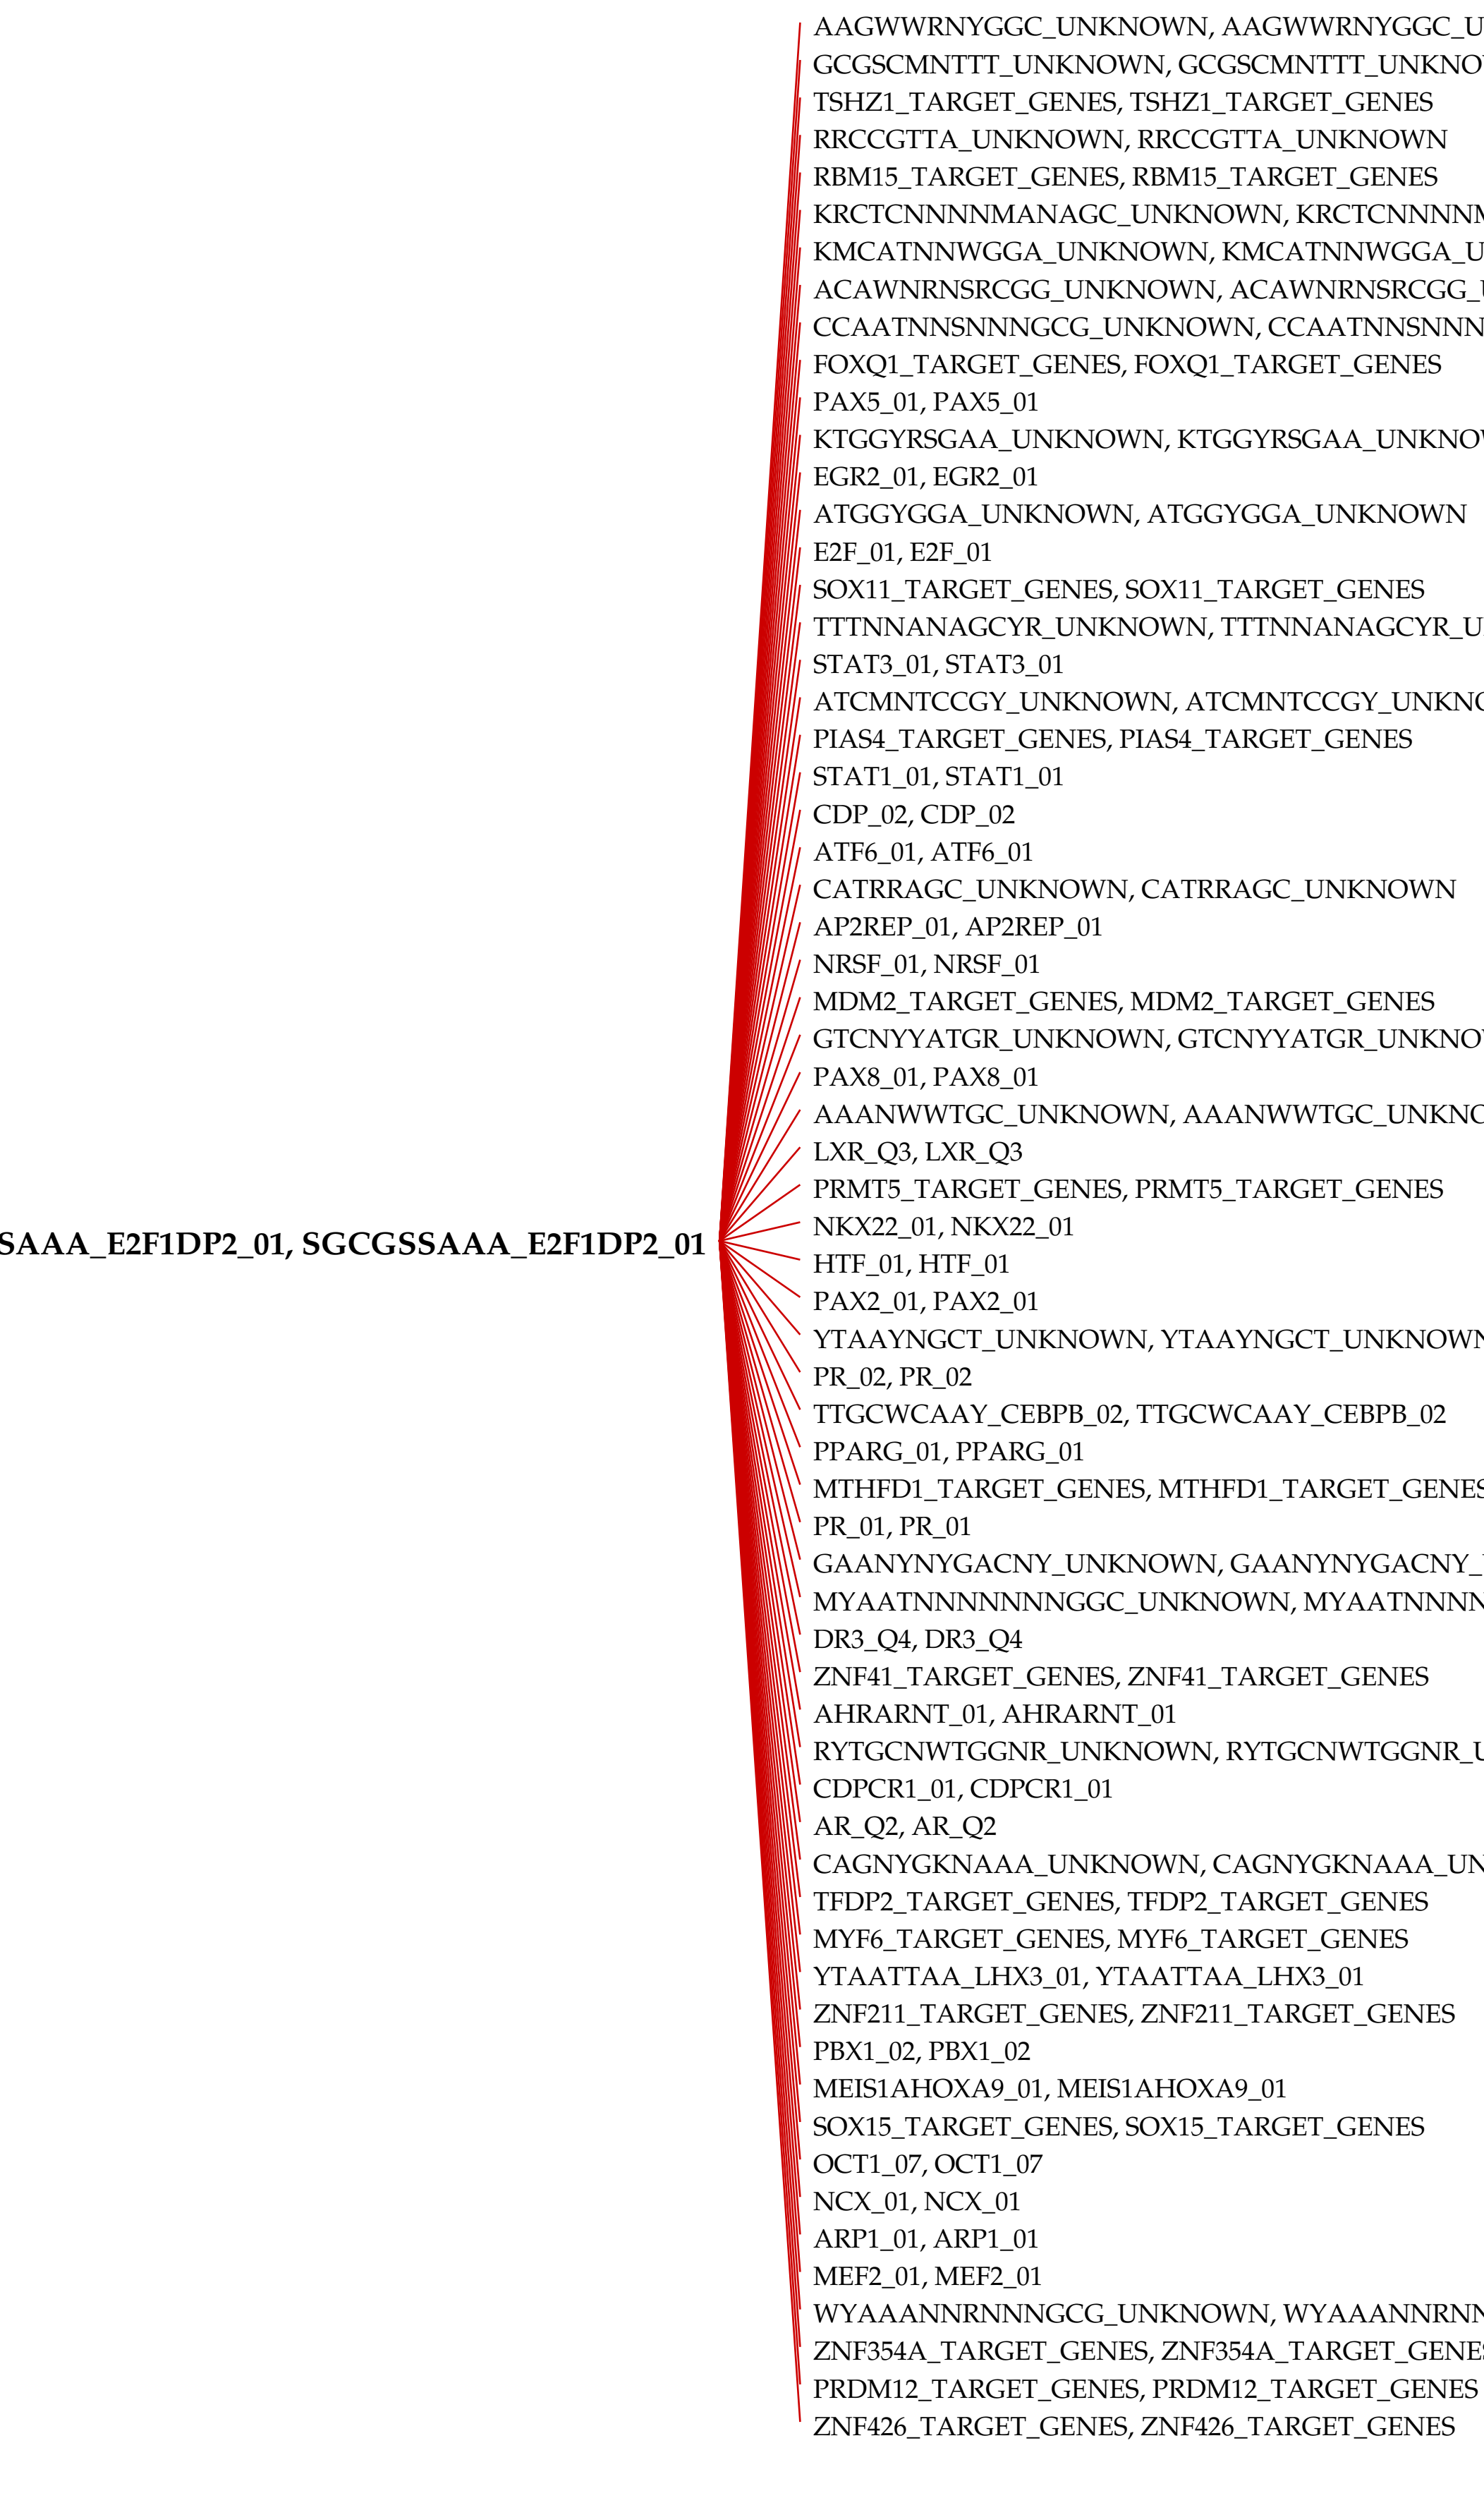 AAGWWRNYGGC_UNKNOWN, AAGWWRNYGGC_U
GCGSCMNTTT_UNKNOWN, GCGSCMNTTT_UNKNO
TSHZ1_TARGET_GENES, TSHZ1_TARGET_GENES
RRCCGTTA_UNKNOWN, RRCCGTTA_UNKNOWN
RBM15_TARGET_GENES, RBM15_TARGET_GENES
KRCTCNNNNMANAGC_UNKNOWN, KRCTCNNNNM
KMCATNNWGGA_UNKNOWN, KMCATNNWGGA_U
ACAWNRNSRCGG_UNKNOWN, ACAWNRNSRCGG_U
CCAATNNSNNNGCG_UNKNOWN, CCAATNNSNNN
FOXQ1_TARGET_GENES, FOXQ1_TARGET_GENES
PAX5_01, PAX5_01
KTGGYRSGAA_UNKNOWN, KTGGYRSGAA_UNKNOW
EGR2_01, EGR2_01
ATGGYGGA_UNKNOWN, ATGGYGGA_UNKNOWN
E2F_01, E2F_01
SOX11_TARGET_GENES, SOX11_TARGET_GENES
TTTNNANAGCYR_UNKNOWN, TTTNNANAGCYR_U
STAT3_01, STAT3_01
ATCMNTCCGY_UNKNOWN, ATCMNTCCGY_UNKNO
PIAS4_TARGET_GENES, PIAS4_TARGET_GENES
STAT1_01, STAT1_01
CDP_02, CDP_02
ATF6_01, ATF6_01
CATRRAGC_UNKNOWN, CATRRAGC_UNKNOWN
AP2REP_01, AP2REP_01
NRSF_01, NRSF_01
MDM2_TARGET_GENES, MDM2_TARGET_GENES
GTCNYYATGR_UNKNOWN, GTCNYYATGR_UNKNOW
PAX8_01, PAX8_01
AAANWWTGC_UNKNOWN, AAANWWTGC_UNKNO
LXR_Q3, LXR_Q3
PRMT5_TARGET_GENES, PRMT5_TARGET_GENES
NKX22_01, NKX22_01
SAAA_E2F1DP2_01, SGCGSSAAA_E2F1DP2_01
HTF_01, HTF_01
PAX2_01, PAX2_01
YTAAYNGCT_UNKNOWN, YTAAYNGCT_UNKNOWN
PR_02, PR_02
TTGCWCAAY_CEBPB_02, TTGCWCAAY_CEBPB_02
PPARG_01, PPARG_01
MTHFD1_TARGET_GENES, MTHFD1_TARGET_GENES
PR_01, PR_01
GAANYNYGACNY_UNKNOWN, GAANYNYGACNY_
MYAATNNNNNNNGGC_UNKNOWN, MYAATNNNN
DR3_Q4, DR3_Q4
ZNF41_TARGET_GENES, ZNF41_TARGET_GENES
AHRARNT_01, AHRARNT_01
RYTGCNWTGGNR_UNKNOWN, RYTGCNWTGGNR_U
CDPCR1_01, CDPCR1_01
AR_Q2, AR_Q2
CAGNYGKNAAA_UNKNOWN, CAGNYGKNAAA_UN
TFDP2_TARGET_GENES, TFDP2_TARGET_GENES
MYF6_TARGET_GENES, MYF6_TARGET_GENES
YTAATTAA_LHX3_01, YTAATTAA_LHX3_01
ZNF211_TARGET_GENES, ZNF211_TARGET_GENES
PBX1_02, PBX1_02
MEIS1AHOXA9_01, MEIS1AHOXA9_01
SOX15_TARGET_GENES, SOX15_TARGET_GENES
OCT1_07, OCT1_07
NCX_01, NCX_01
ARP1_01, ARP1_01
MEF2_01, MEF2_01
WYAAANNRNNNGCG_UNKNOWN, WYAAANNRNN
ZNF354A_TARGET_GENES, ZNF354A_TARGET_GENES
PRDM12_TARGET_GENES, PRDM12_TARGET_GENES
ZNF426_TARGET_GENES, ZNF426_TARGET_GENES